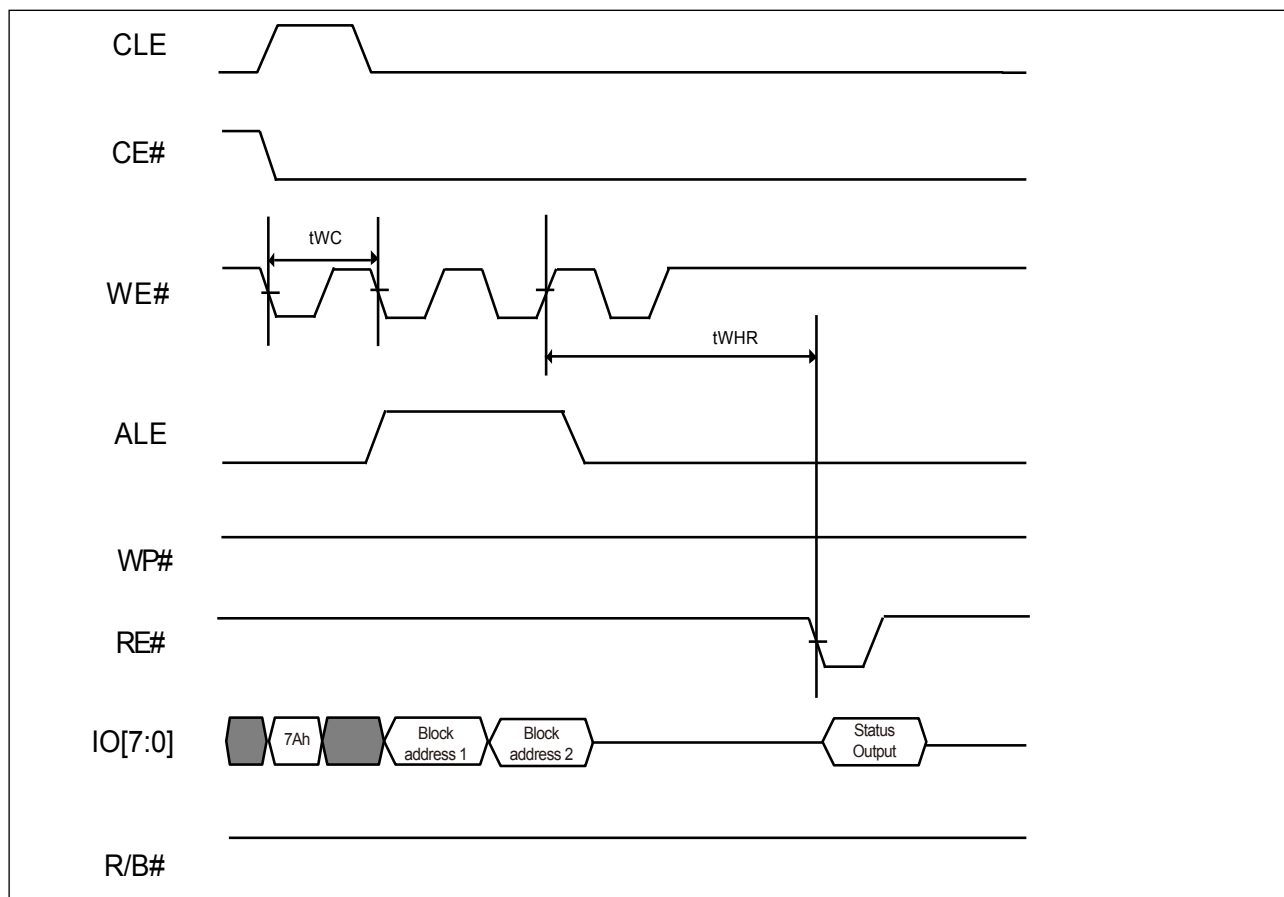 CLE
CE#
tWC
WE#
tWHR
ALE
WP#
RE#
IO[7:0]
7Ah
Block
address 1
Block
address 2
Status
Output
R/B#